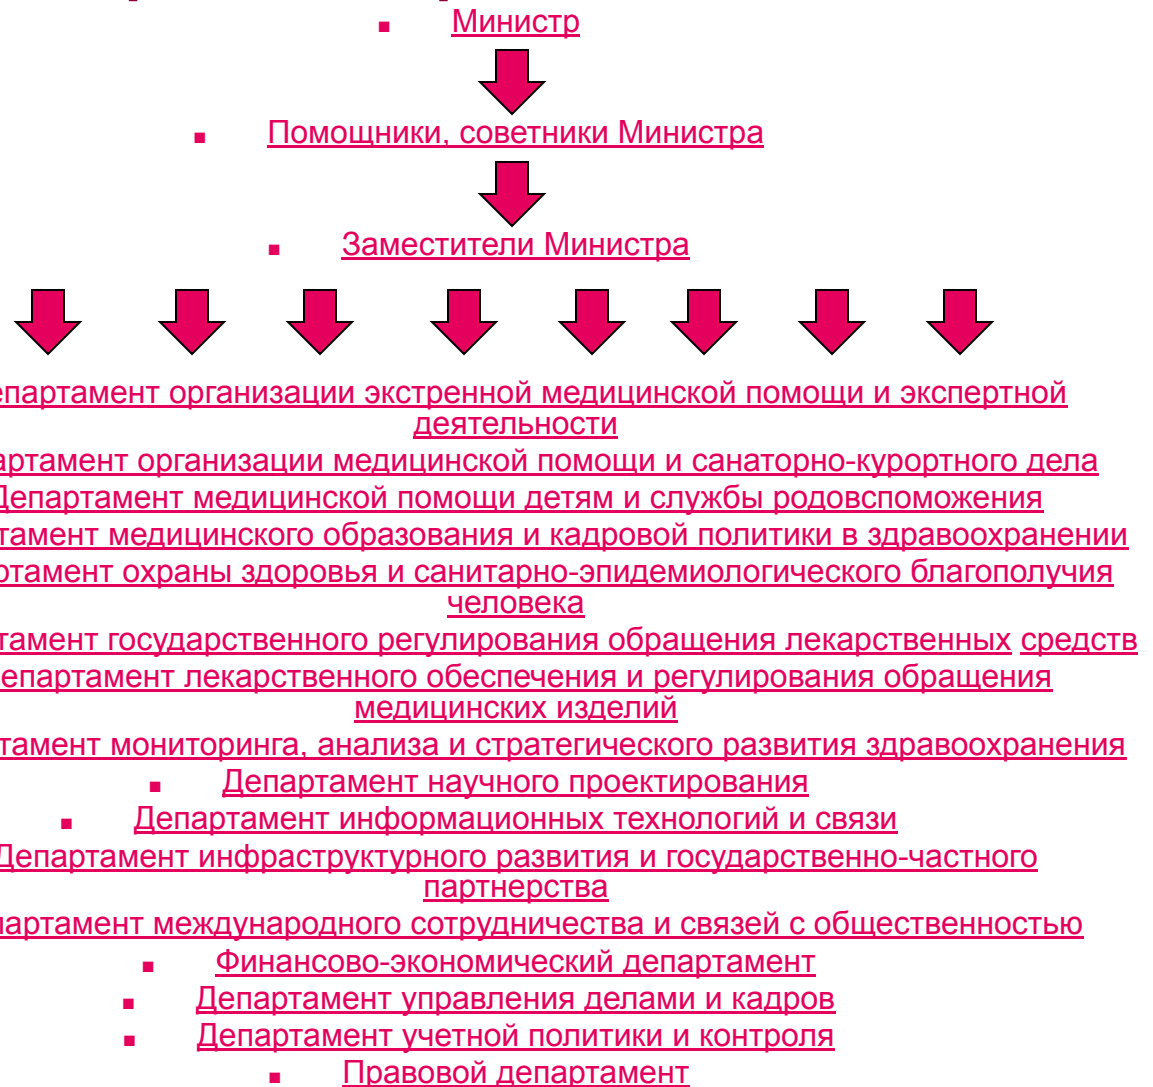 Министр
Помощники, советники Министра
Заместители Министра
епартамент организации экстренной медицинской помощи и экспертной
деятельности
артамент организации медицинской помощи и санаторно-курортного дела
Департамент медицинской помощи детям и службы родовспоможения
тамент медицинского образования и кадровой политики в здравоохранении
ртамент охраны здоровья и санитарно-эпидемиологического благополучия
человека
тамент государственного регулирования обращения лекарственных средств
епартамент лекарственного обеспечения и регулирования обращения
медицинских изделий
тамент мониторинга, анализа и стратегического развития здравоохранения
Департамент научного проектирования
Департамент информационных технологий и связи
Департамент инфраструктурного развития и государственно-частного
партнерства
партамент международного сотрудничества и связей с общественностью
Финансово-экономический департамент
Департамент управления делами и кадров
Департамент учетной политики и контроля
Правовой департамент